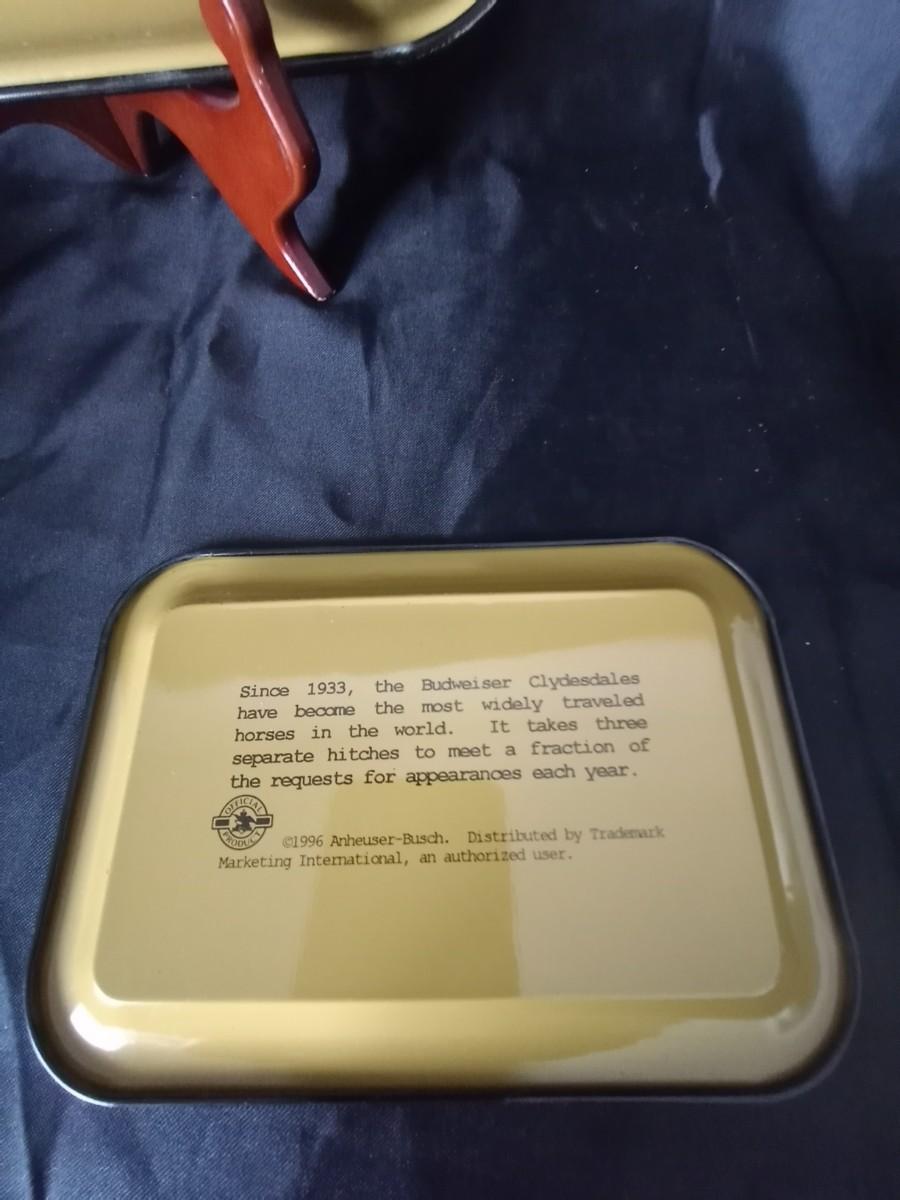 Since 1933, the Budweiser Clydesdales
have become the most widely traveled
horses in the world. It takes three
separate hitches to meet a fraction of
the requests for appearances each year.
OFFICIAL
PRODUCT
©1996 Anheuser-Busch. Distributed by Trademark
Marketing International, an authorized user.